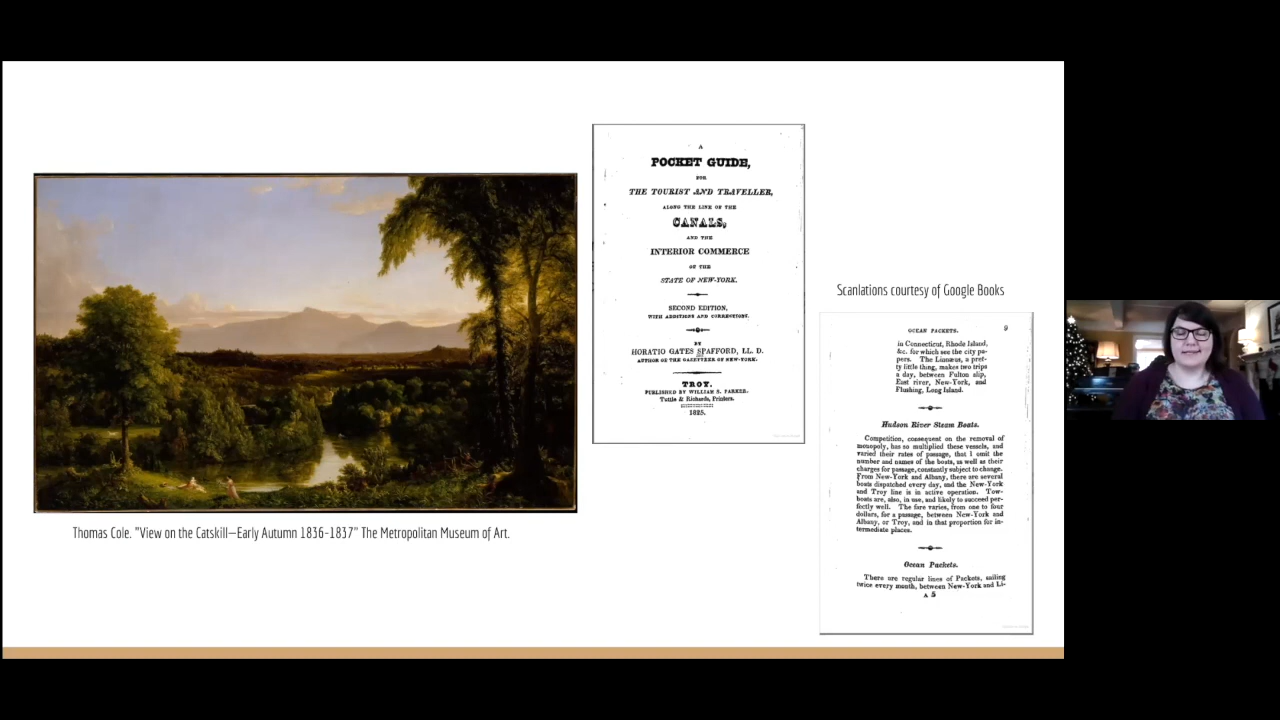 A
POCKET GUIDE,
FOR
THE TOURIST AND TRAVELLER,
ALONG THE LINE OF THE
CANALS,
AND THE
INTERIOR COMMERCE
OF THE
STATE OF NEW-YORK.
SECOND EDITION,
WITH ADDITIONS AND CORRECTIONS.
BY
HORATIO GATES SPAFFORD, LL. D.
AUTHOR OF THE GAZETTEER OF NEW-YORK.
TROY.
PUBLISHED BY WILLIAM S. PARKER.
Tuttle & Richards, Printers.
1825.
Thomas Cole. "View on the Catskill—Early Autumn 1836-1837" The Metropolitan Museum of Art.
Scanlations courtesy of Google Books
OCEAN PACKETS. 9
in Connecticut, Rhode Island,
&c. for which see the city pa-
pers. The Linnæus, a pret-
ty little thing, makes two trips
a day, between Fulton slip,
East river, New-York, and
Flushing, Long Island.
Hudson River Steam Boats.
Competition, consequent on the removal of
monopoly, has so multiplied these vessels, and
varied their rates of passage, that I omit the
number and names of the boats, as well as their
charges for passage, constantly subject to change.
From New-York and Albany, there are several
boats dispatched every day, and the New-York
and Troy line is in active operation. Tow-
boats are, also, in use, and likely to succeed per-
fectly well. The fare varies, from one to four
dollars, for a passage, between New-York and
Albany, or Troy, and in that proportion for in-
termediate places.
Ocean Packets.
There are regular lines of Packets, sailing
twice every month, between New-York and Li-
A 5